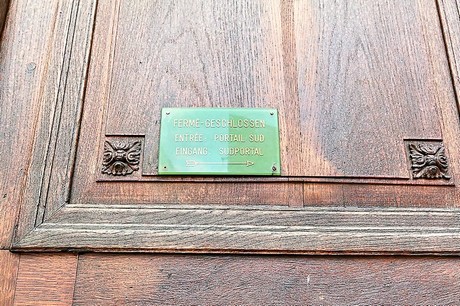 FERMÉ-GESCHLOSSEN
ENTRÉE: PORTAIL SUD
EINGANG: SÜDPORTAL